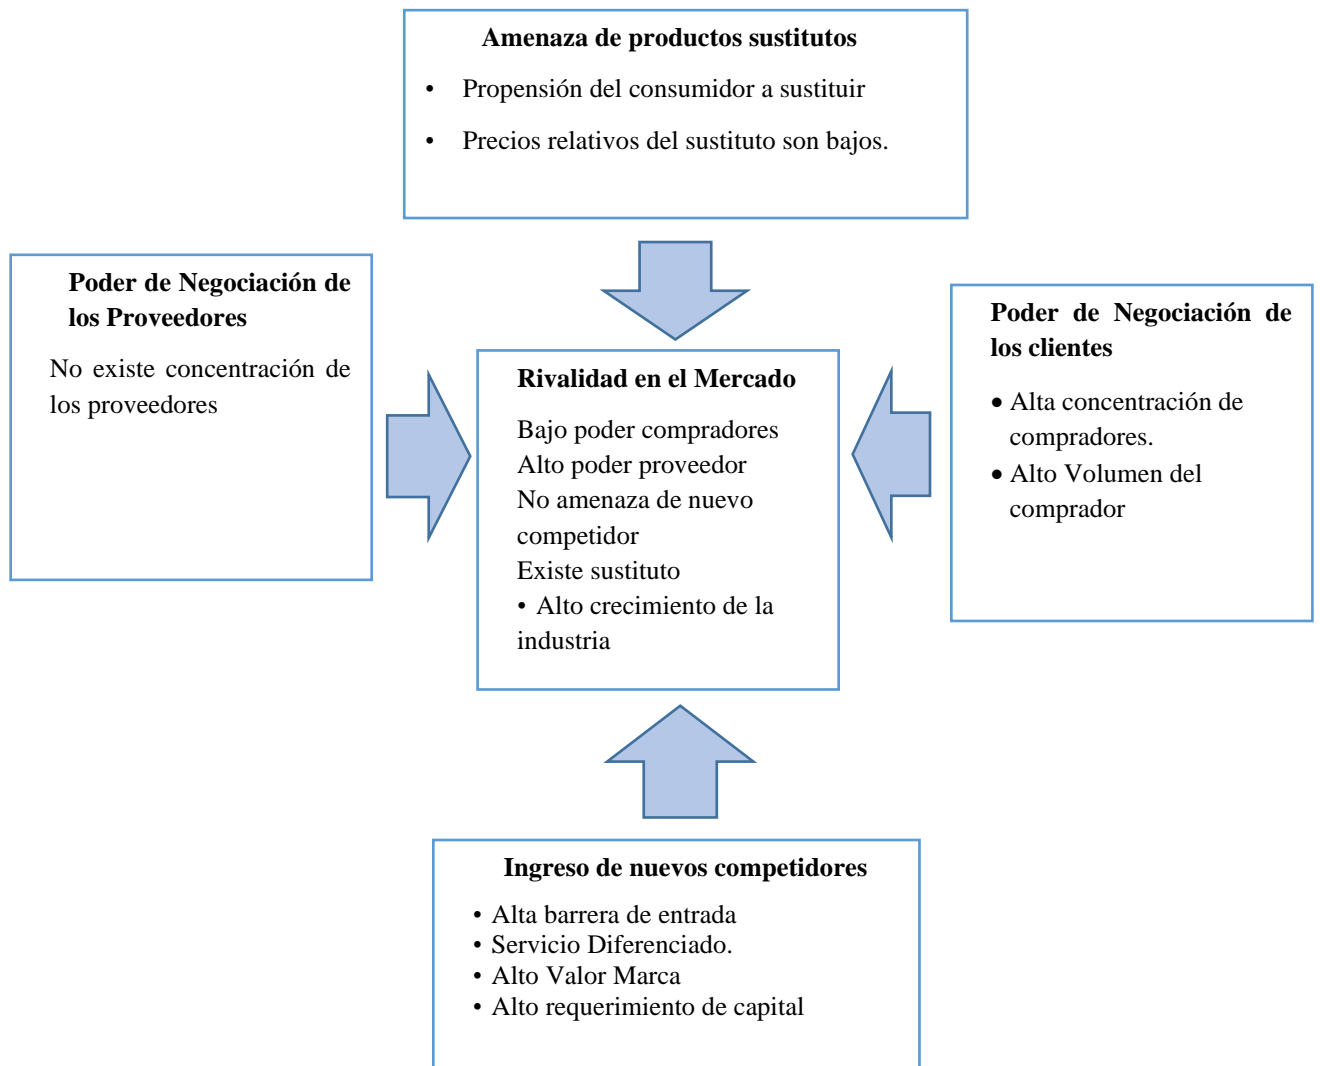 Amenaza de productos sustitutos
• Propensión del consumidor a sustituir
• Precios relativos del sustituto son bajos.
Poder de Negociación de
los Proveedores
No existe concentración de
los proveedores
Rivalidad en el Mercado
Bajo poder compradores
Alto poder proveedor
No amenaza de nuevo
competidor
Existe sustituto
• Alto crecimiento de la
industria
Poder de Negociación de
los clientes
• Alta concentración de
compradores.
• Alto Volumen del
comprador
Ingreso de nuevos competidores
• Alta barrera de entrada
• Servicio Diferenciado.
• Alto Valor Marca
• Alto requerimiento de capital